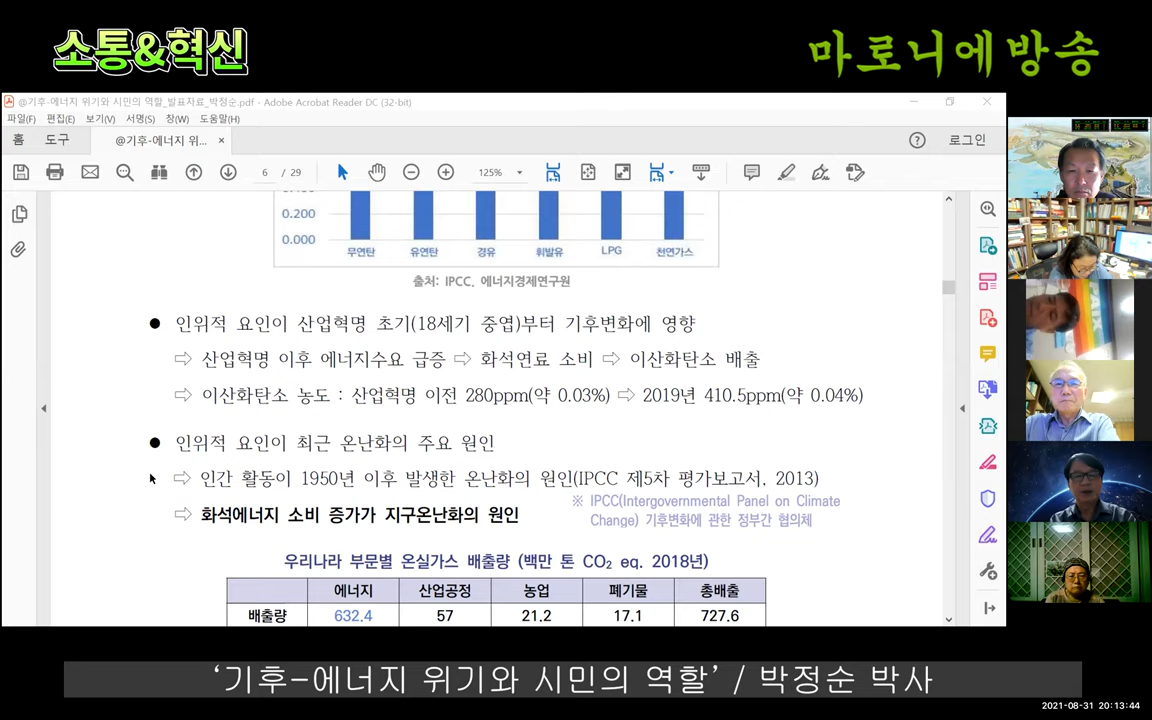 소통&혁신
마로니에방송
@기후-에너지 위기와 시민의 역할_발표자료_박정순.pdf - Adobe Acrobat Reader DC (32-bit)
파일(F) 편집(E) 보기(V) 서명(S) 창(W) 도움말(H)
홈 도구 @기후-에너지 위... × 로그인
6 / 29 125%
0.200
0.000
무연탄 유연탄 경유 휘발유 LPG 천연가스
출처: IPCC, 에너지경제연구원
● 인위적 요인이 산업혁명 초기(18세기 중엽)부터 기후변화에 영향
⇨ 산업혁명 이후 에너지수요 급증 ⇨ 화석연료 소비 ⇨ 이산화탄소 배출
⇨ 이산화탄소 농도 : 산업혁명 이전 280ppm(약 0.03%) ⇨ 2019년 410.5ppm(약 0.04%)
● 인위적 요인이 최근 온난화의 주요 원인
⇨ 인간 활동이 1950년 이후 발생한 온난화의 원인(IPCC 제5차 평가보고서, 2013)
⇨ 화석에너지 소비 증가가 지구온난화의 원인
※ IPCC(Intergovernmental Panel on Climate
Change) 기후변화에 관한 정부간 협의체
우리나라 부문별 온실가스 배출량 (백만 톤 CO₂ eq. 2018년)
에너지 산업공정 농업 폐기물 총배출
배출량 632.4 57 21.2 17.1 727.6
‘기후-에너지 위기와 시민의 역할’ / 박정순 박사
2021-08-31 20:13:44